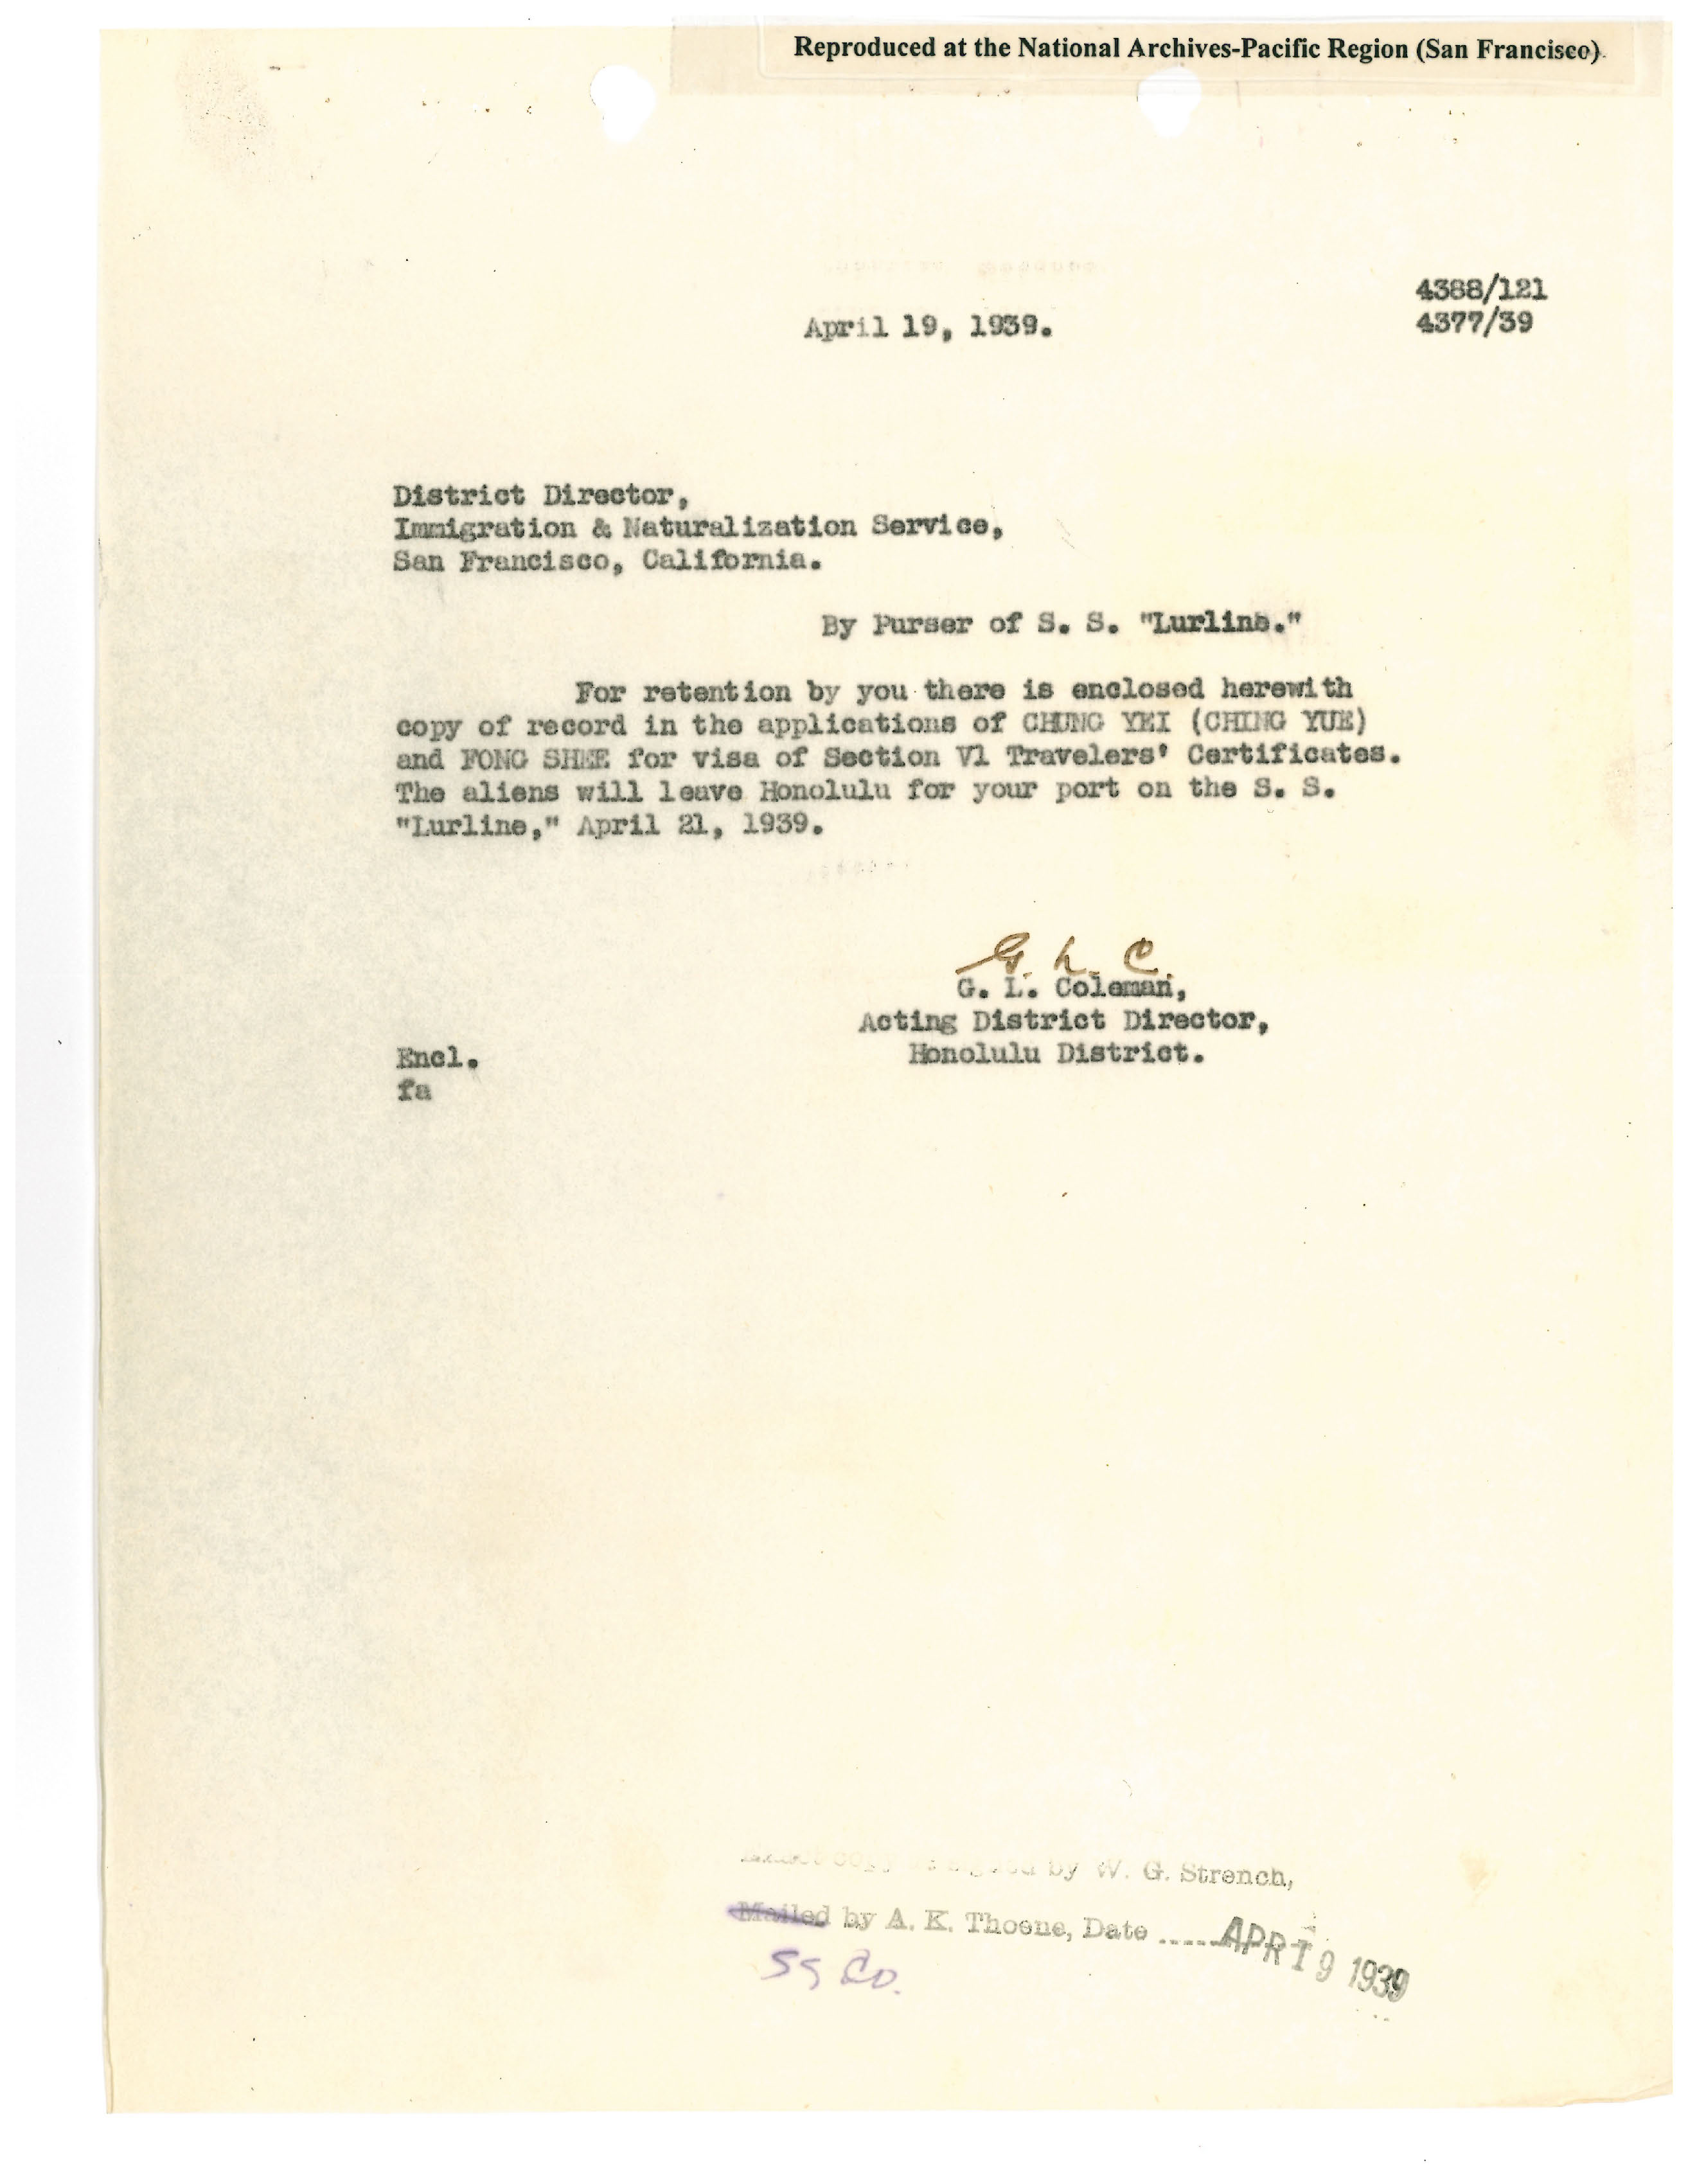 Reproduced at the National Archives-Pacific Region (San Francisco)
4388/121
4377/39
April 19, 1939.
District Director,
Immigration & Naturalization Service,
San Francisco, California.
By Purser of S. S. "Lurline."
For retention by you there is enclosed herewith
copy of record in the applications of CHUNG YEI (CHING YUE)
and FONG SHEE for visa of Section V1 Travelers' Certificates.
The aliens will leave Honolulu for your port on the S. S.
"Lurline," April 21, 1939.
G. L. C.
G. L. Coleman,
Acting District Director,
Honolulu District.
Encl.
fa
copy signed by W. G. Strench,
Mailed by A. K. Thoene, Date APR 19 1939
SS Co.